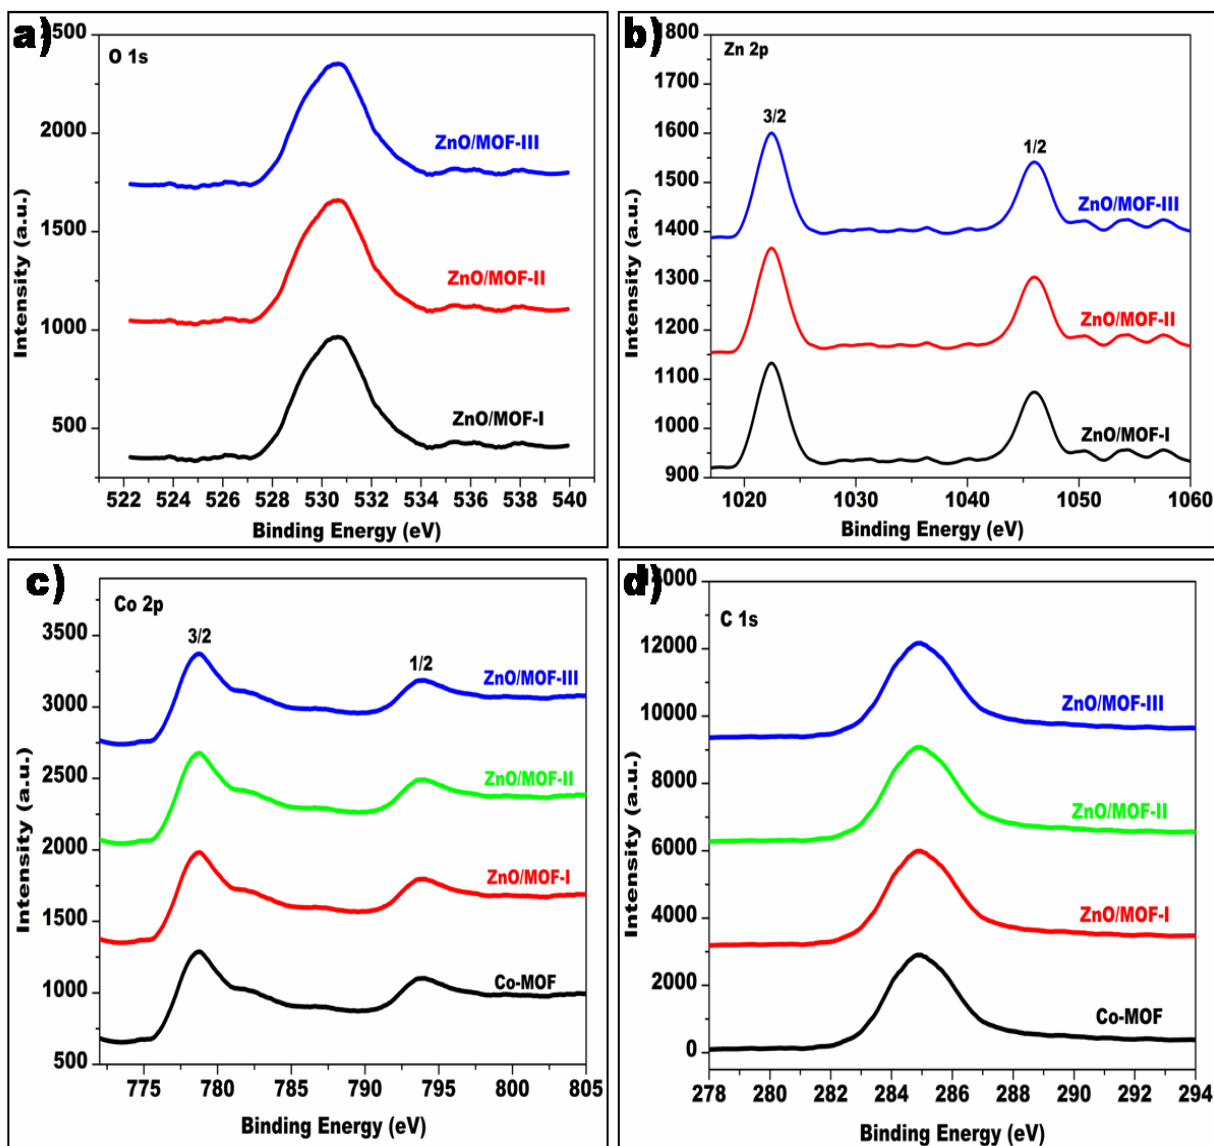 a)
O 1s
2500
2000
1500
1000
500
Intensity (a.u.)
ZnO/MOF-III
ZnO/MOF-II
ZnO/MOF-I
522 524 526 528 530 532 534 536 538 540
Binding Energy (eV)
b)
Zn 2p
1800
1700
1600
1500
1400
1300
1200
1100
1000
900
Intensity (a.u.)
3/2
1/2
ZnO/MOF-III
ZnO/MOF-II
ZnO/MOF-I
1020 1030 1040 1050 1060
Binding Energy (eV)
c)
Co 2p
3500
3000
2500
2000
1500
1000
500
Intensity (a.u.)
3/2
1/2
ZnO/MOF-III
ZnO/MOF-II
ZnO/MOF-I
Co-MOF
775 780 785 790 795 800 805
Binding Energy (eV)
d)
C 1s
14000
12000
10000
8000
6000
4000
2000
0
Intensity (a.u.)
ZnO/MOF-III
ZnO/MOF-II
ZnO/MOF-I
Co-MOF
278 280 282 284 286 288 290 292 294
Binding Energy (eV)